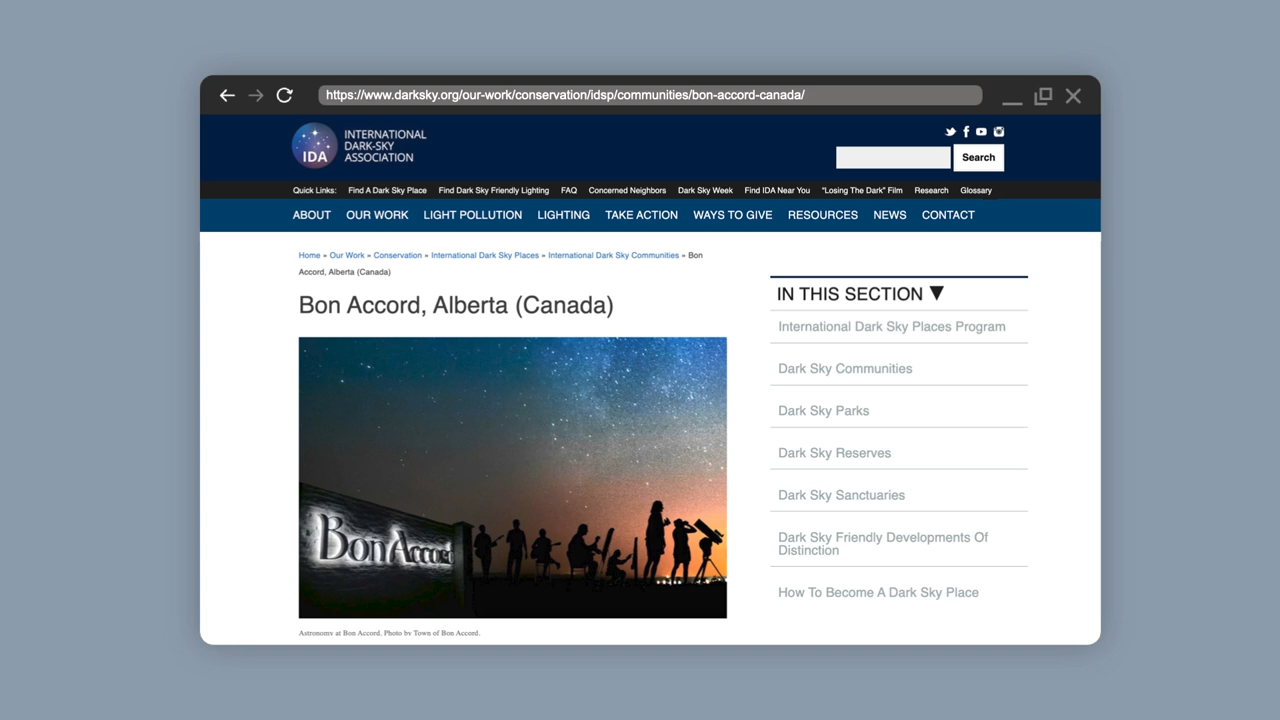 https://www.darksky.org/our-work/conservation/idsp/communities/bon-accord-canada/
IDA
INTERNATIONAL
DARK-SKY
ASSOCIATION
Search
Quick Links: Find A Dark Sky Place Find Dark Sky Friendly Lighting FAQ Concerned Neighbors Dark Sky Week Find IDA Near You "Losing The Dark" Film Research Glossary
ABOUT OUR WORK LIGHT POLLUTION LIGHTING TAKE ACTION WAYS TO GIVE RESOURCES NEWS CONTACT
Home » Our Work » Conservation » International Dark Sky Places » International Dark Sky Communities » Bon
Accord, Alberta (Canada)
Bon Accord, Alberta (Canada)
Bon Accord
Astronomy at Bon Accord. Photo by Town of Bon Accord.
IN THIS SECTION ▼
International Dark Sky Places Program
Dark Sky Communities
Dark Sky Parks
Dark Sky Reserves
Dark Sky Sanctuaries
Dark Sky Friendly Developments Of
Distinction
How To Become A Dark Sky Place